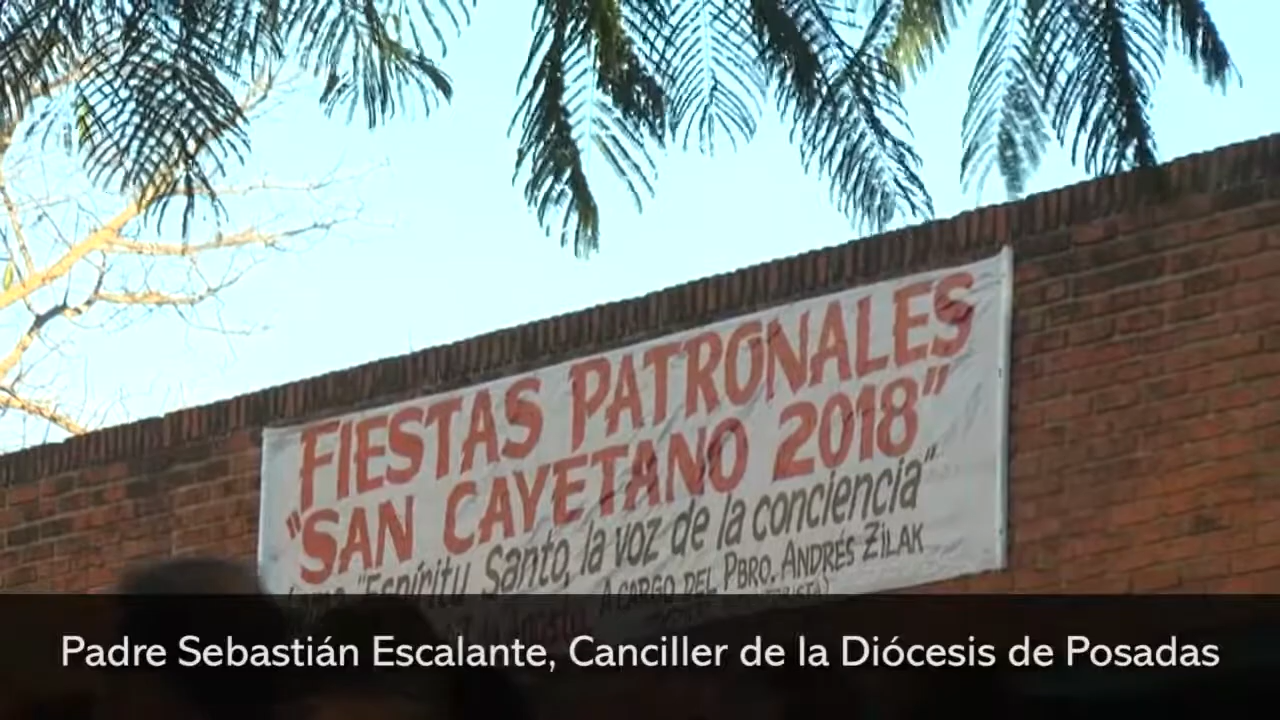 FIESTAS PATRONALES
"SAN CAYETANO 2018"
"Espíritu Santo, la voz de la conciencia"
A CARGO DEL PBRO. ANDRÉS ZILAK
Padre Sebastián Escalante, Canciller de la Diócesis de Posadas